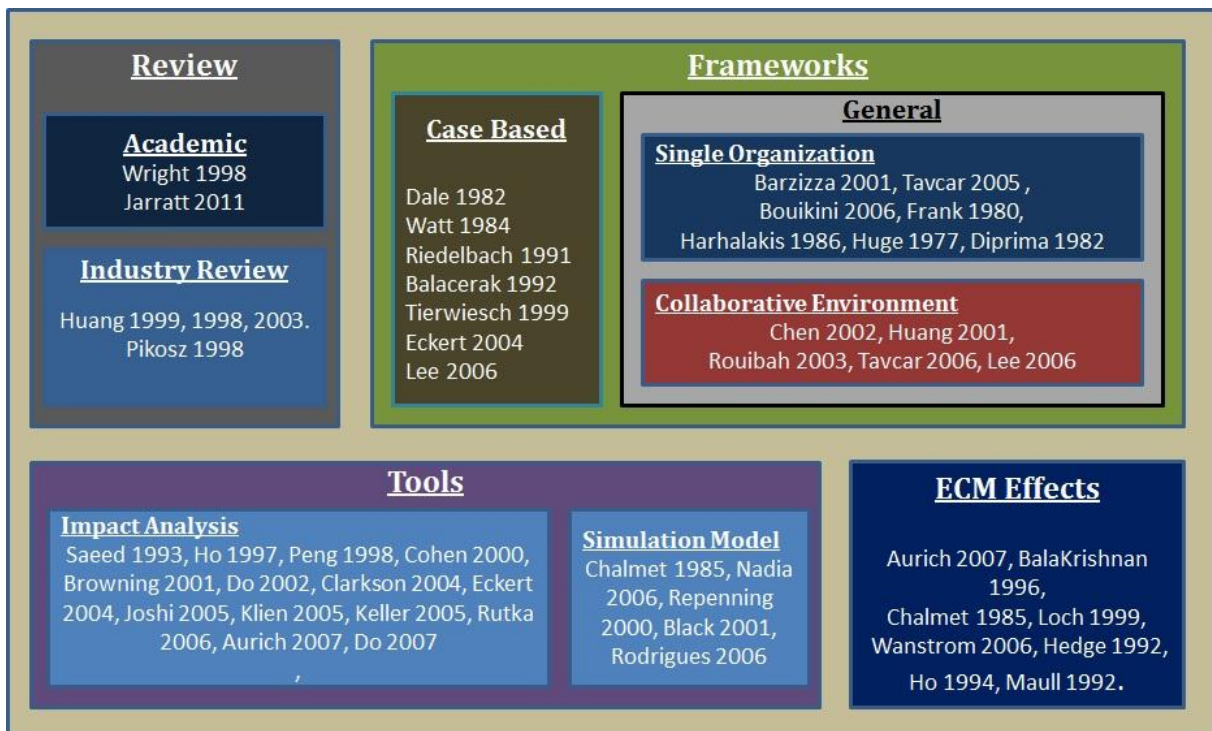 Review
Academic
Wright 1998
Jarratt 2011
Industry Review
Huang 1999, 1998, 2003.
Pikosz 1998
Frameworks
Case Based
Dale 1982
Watt 1984
Riedelbach 1991
Balacerak 1992
Tierwiesch 1999
Eckert 2004
Lee 2006
General
Single Organization
Barzizza 2001, Tavcar 2005 ,
Bouikini 2006, Frank 1980,
Harhalakis 1986, Huge 1977, Diprima 1982
Collaborative Environment
Chen 2002, Huang 2001,
Rouibah 2003, Tavcar 2006, Lee 2006
Tools
Impact Analysis
Saeed 1993, Ho 1997, Peng 1998, Cohen 2000,
Browning 2001, Do 2002, Clarkson 2004, Eckert
2004, Joshi 2005, Klien 2005, Keller 2005, Rutka
2006, Aurich 2007, Do 2007
,
Simulation Model
Chalmet 1985, Nadia
2006, Repenning
2000, Black 2001,
Rodrigues 2006
ECM Effects
Aurich 2007, BalaKrishnan
1996,
Chalmet 1985, Loch 1999,
Wanstrom 2006, Hedge 1992,
Ho 1994, Maull 1992.